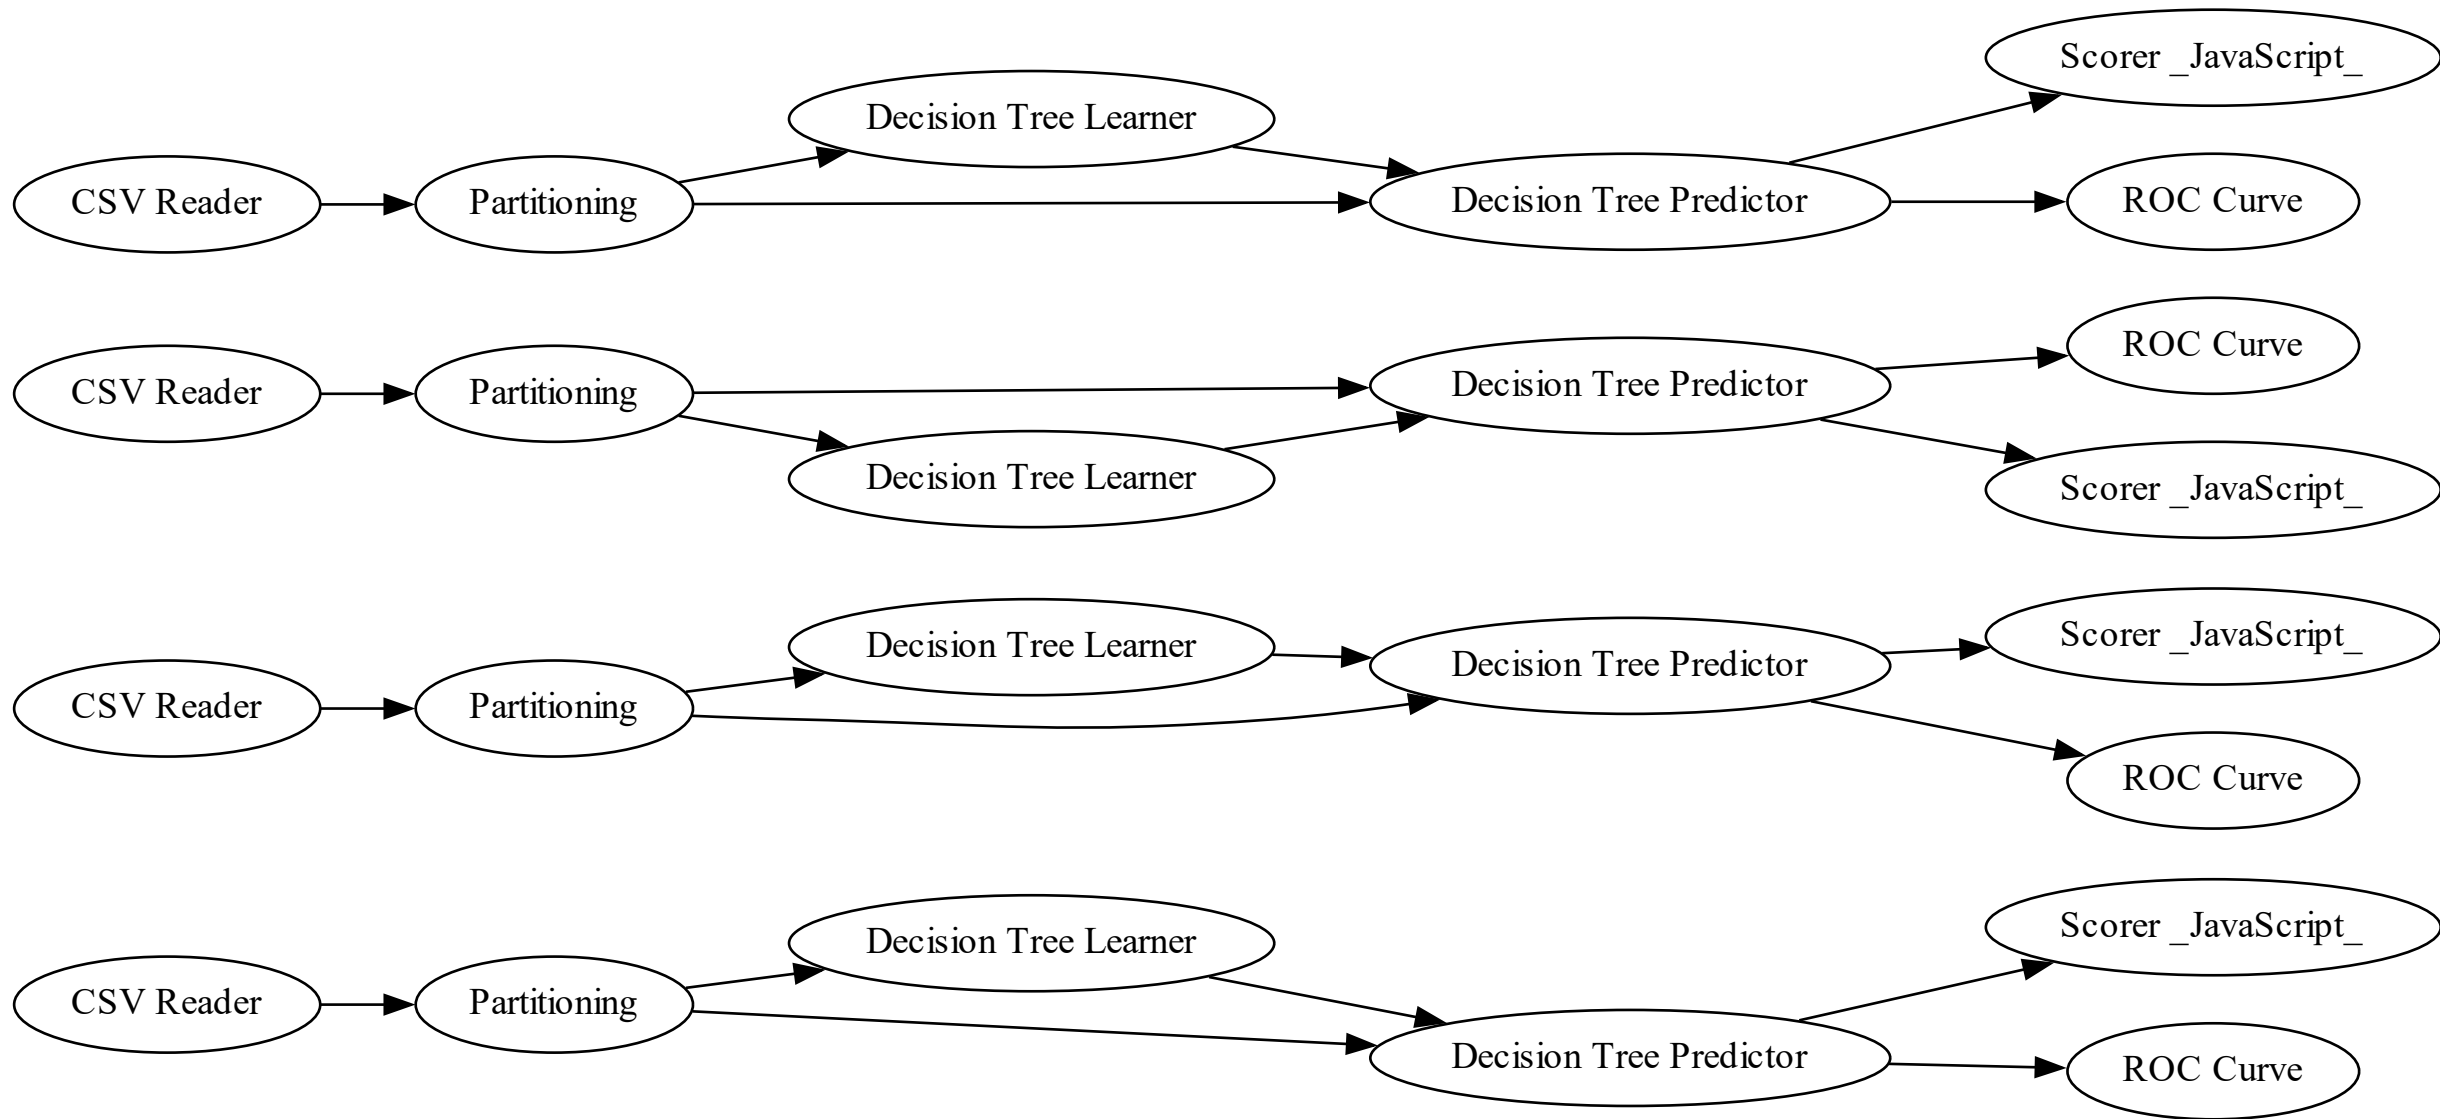 Scorer _JavaScript_
Decision Tree Learner
CSV Reader
Partitioning
Decision Tree Predictor
ROC Curve
ROC Curve
CSV Reader
Partitioning
Decision Tree Predictor
Decision Tree Learner
Scorer _JavaScript_
Scorer _JavaScript_
Decision Tree Learner
Decision Tree Predictor
CSV Reader
Partitioning
ROC Curve
Scorer _JavaScript_
Decision Tree Learner
CSV Reader
Partitioning
Decision Tree Predictor
ROC Curve